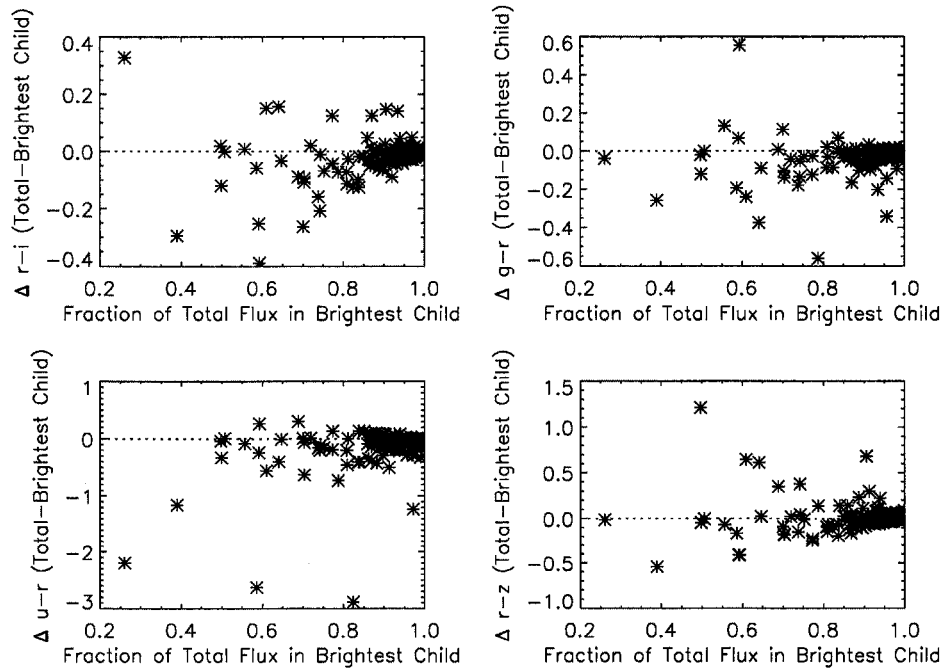 Δ r-i (Total-Brightest Child)
0.4
0.2
0.0
-0.2
-0.4
0.2 0.4 0.6 0.8 1.0
Fraction of Total Flux in Brightest Child
Δ g-r (Total-Brightest Child)
0.6
0.4
0.2
0.0
-0.2
-0.4
-0.6
0.2 0.4 0.6 0.8 1.0
Fraction of Total Flux in Brightest Child
Δ u-r (Total-Brightest Child)
1
0
-1
-2
-3
0.2 0.4 0.6 0.8 1.0
Fraction of Total Flux in Brightest Child
Δ r-z (Total-Brightest Child)
1.5
1.0
0.5
0.0
-0.5
-1.0
0.2 0.4 0.6 0.8 1.0
Fraction of Total Flux in Brightest Child